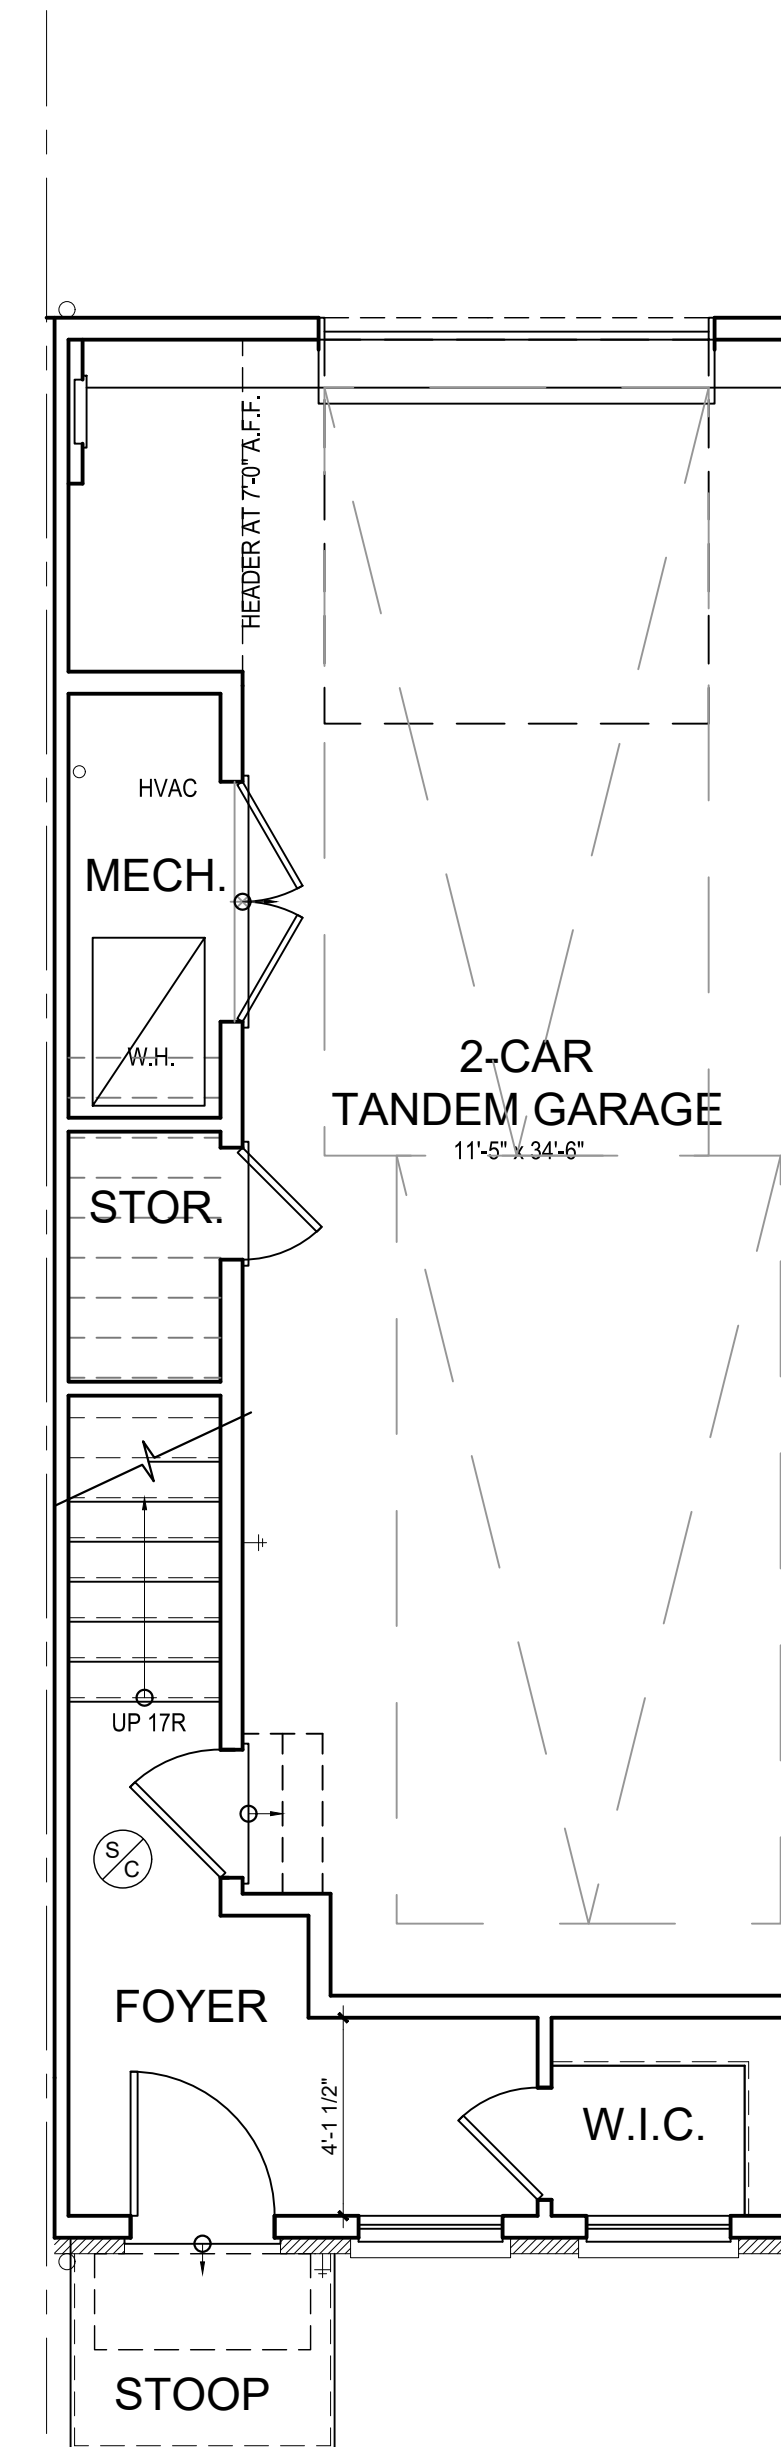 HEADER AT 7'-0" A.F.F.
HVAC
MECH.
W.H.
2-CAR
TANDEM GARAGE
11'-5" x 34'-6"
STOR.
UP 17R
S
C
FOYER
4'-1 1/2"
W.I.C.
STOOP